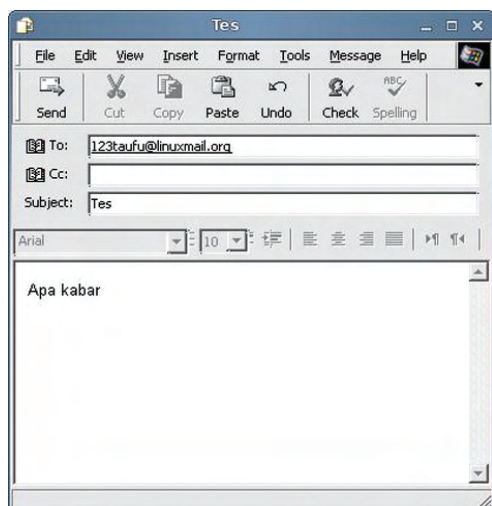 Tes
File Edit View Insert Format Tools Message Help
Send Cut Copy Paste Undo Check Spelling
ABC
To: 123taufu@linuxmail.org
Cc:
Subject: Tes
Arial 10
Apa kabar